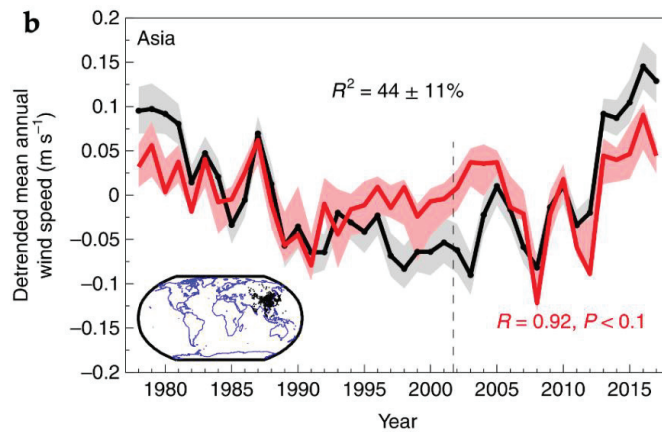 b
Asia
R² = 44 ± 11%
R = 0.92, P < 0.1
Detrended mean annual
wind speed (m s⁻¹)
0.2
0.15
0.1
0.05
0
−0.05
−0.1
−0.15
−0.2
1980 1985 1990 1995 2000 2005 2010 2015
Year